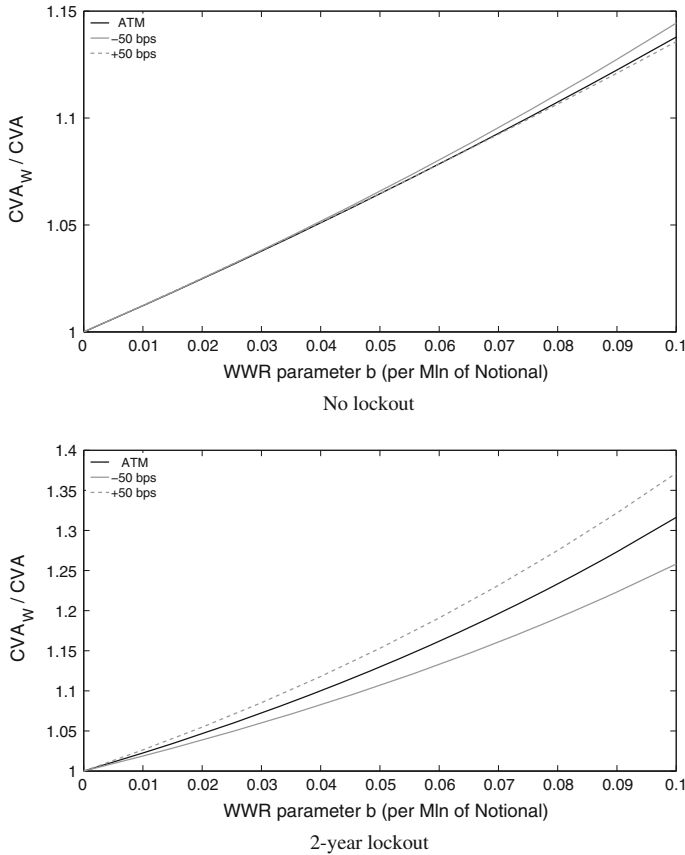 1.15
ATM
−50 bps
+50 bps
1.1
CVA_W / CVA
1.05
1
0 0.01 0.02 0.03 0.04 0.05 0.06 0.07 0.08 0.09 0.1
WWR parameter b (per Mln of Notional)
No lockout
1.4
ATM
−50 bps
+50 bps
1.35
1.3
1.25
CVA_W / CVA
1.2
1.15
1.1
1.05
1
0 0.01 0.02 0.03 0.04 0.05 0.06 0.07 0.08 0.09 0.1
WWR parameter b (per Mln of Notional)
2-year lockout